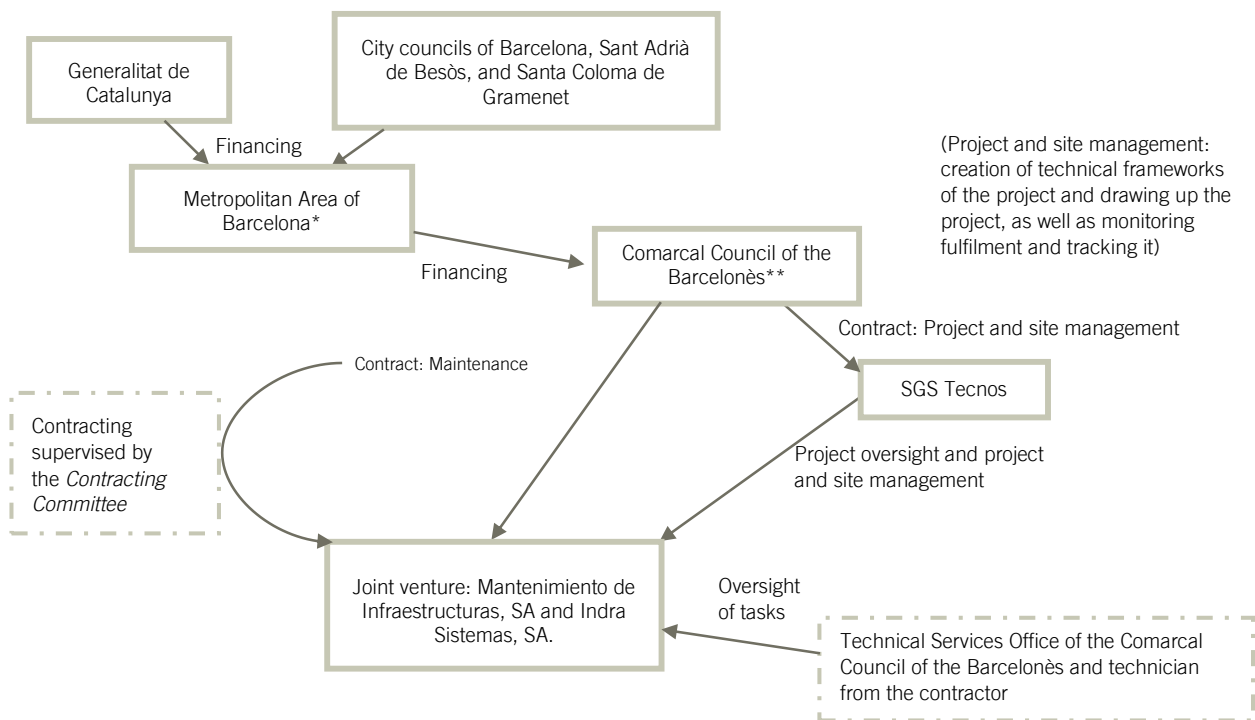 Generalitat de
Catalunya
City councils of Barcelona, Sant Adrià
de Besòs, and Santa Coloma de
Gramenet
Financing
Metropolitan Area of
Barcelona*
(Project and site management:
creation of technical frameworks
of the project and drawing up the
project, as well as monitoring
fulfilment and tracking it)
Financing
Comarcal Council of the
Barcelonès**
Contract: Project and site management
Contract: Maintenance
SGS Tecnos
Contracting
supervised by
the Contracting
Committee
Project oversight and project
and site management
Joint venture: Mantenimiento de
Infraestructuras, SA and Indra
Sistemas, SA.
Oversight
of tasks
Technical Services Office of the Comarcal
Council of the Barcelonès and technician
from the contractor